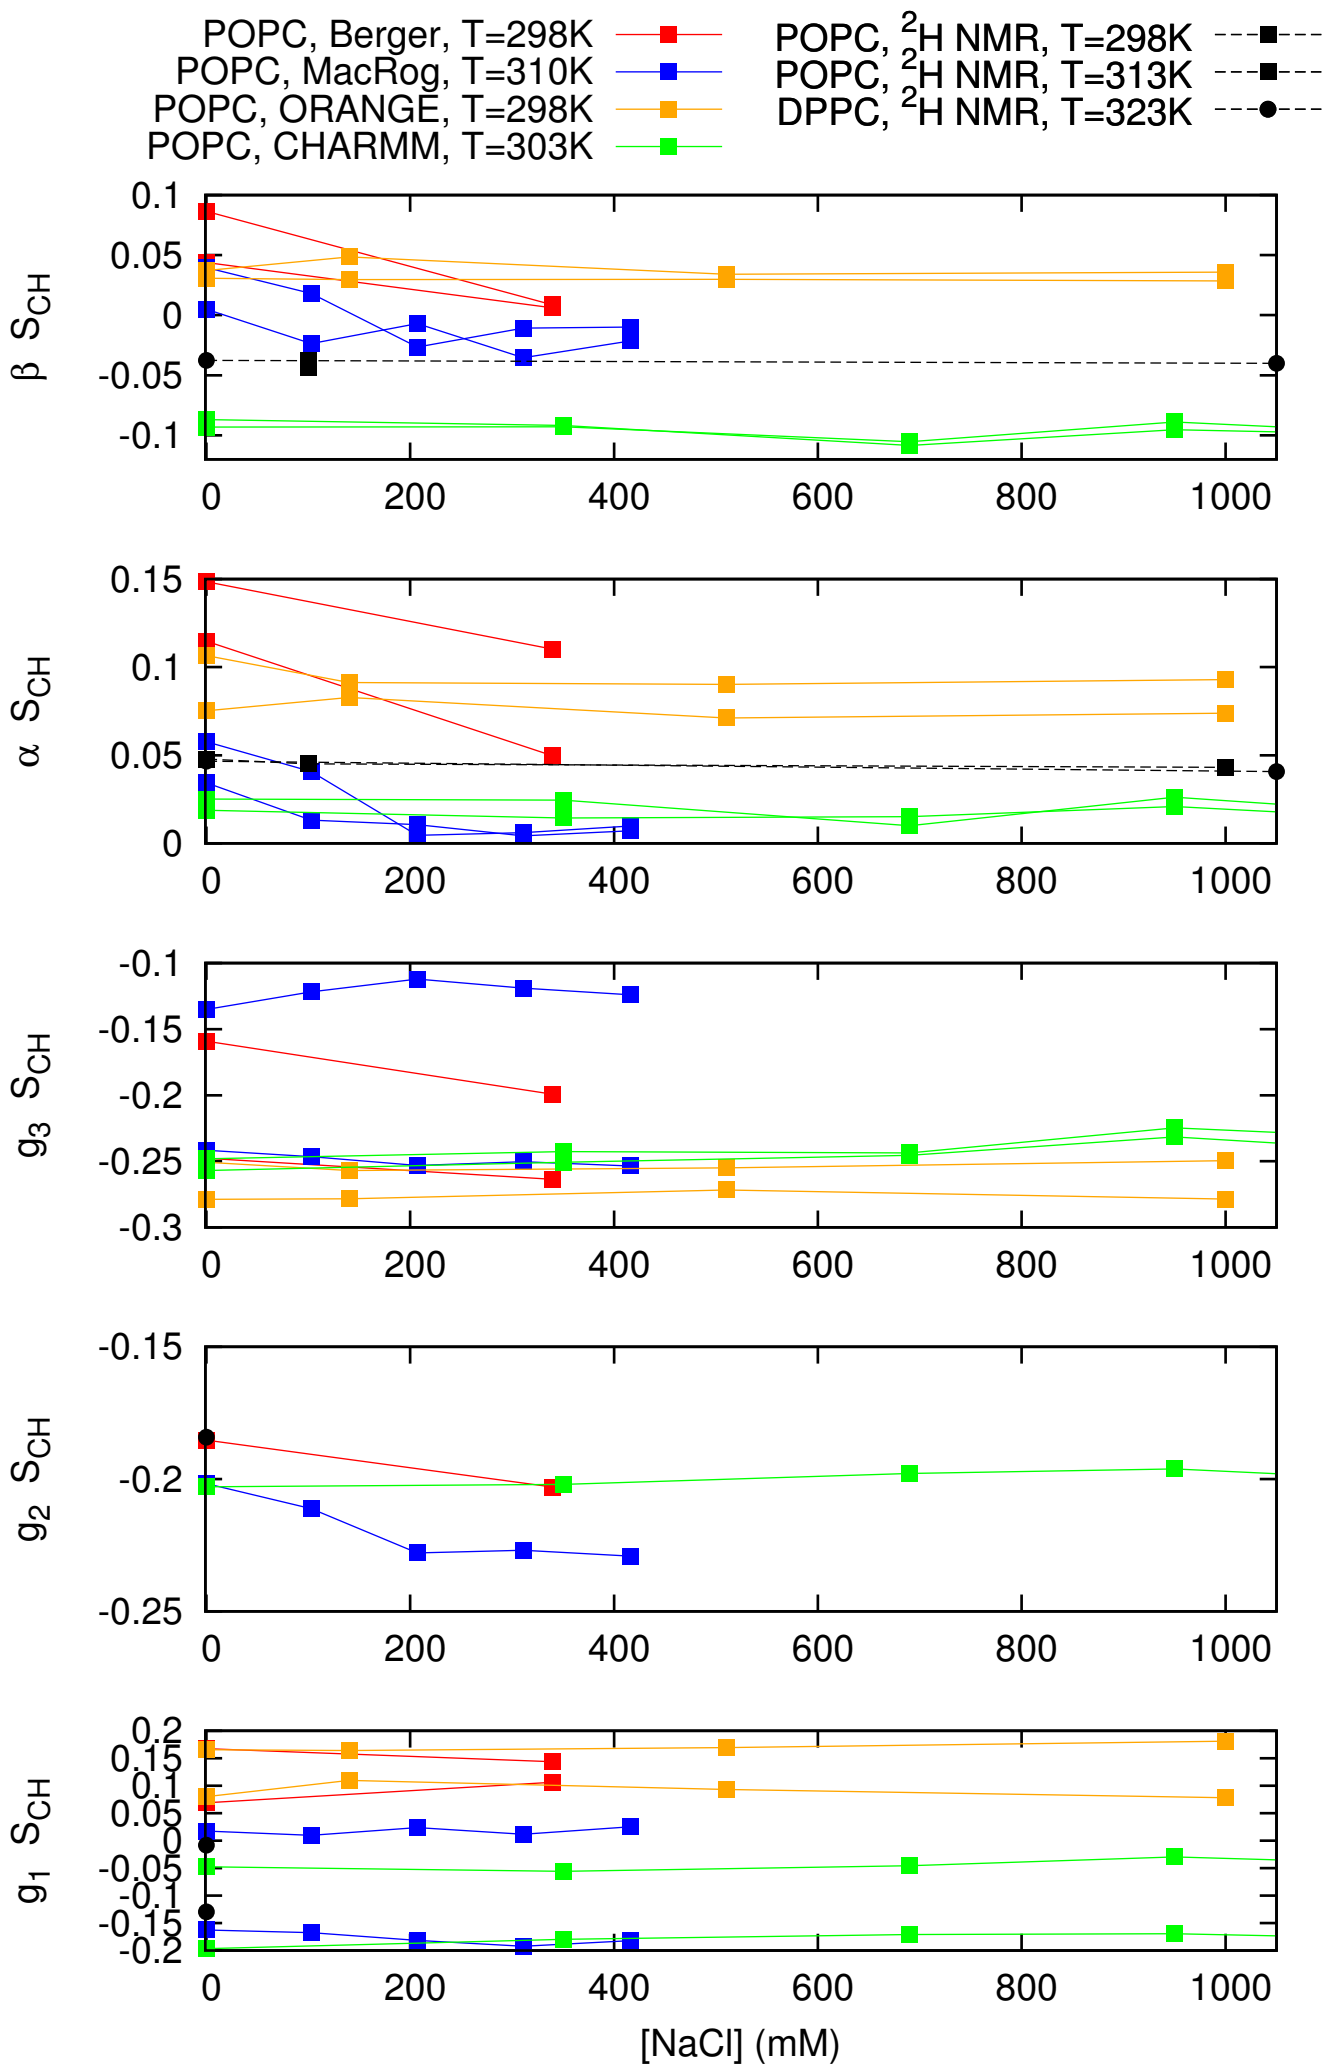 POPC, Berger, T=298K
POPC, MacRog, T=310K
POPC, ORANGE, T=298K
POPC, CHARMM, T=303K
POPC, ²H NMR, T=298K
POPC, ²H NMR, T=313K
DPPC, ²H NMR, T=323K
β S_CH
0.1
0.05
0
-0.05
-0.1
0 200 400 600 800 1000
α S_CH
0.15
0.1
0.05
0
0 200 400 600 800 1000
g₃ S_CH
-0.1
-0.15
-0.2
-0.25
-0.3
0 200 400 600 800 1000
g₂ S_CH
-0.15
-0.2
-0.25
0 200 400 600 800 1000
g₁ S_CH
0.2
0.15
0.1
0.05
0
-0.05
-0.1
-0.15
-0.2
0 200 400 600 800 1000
[NaCl] (mM)